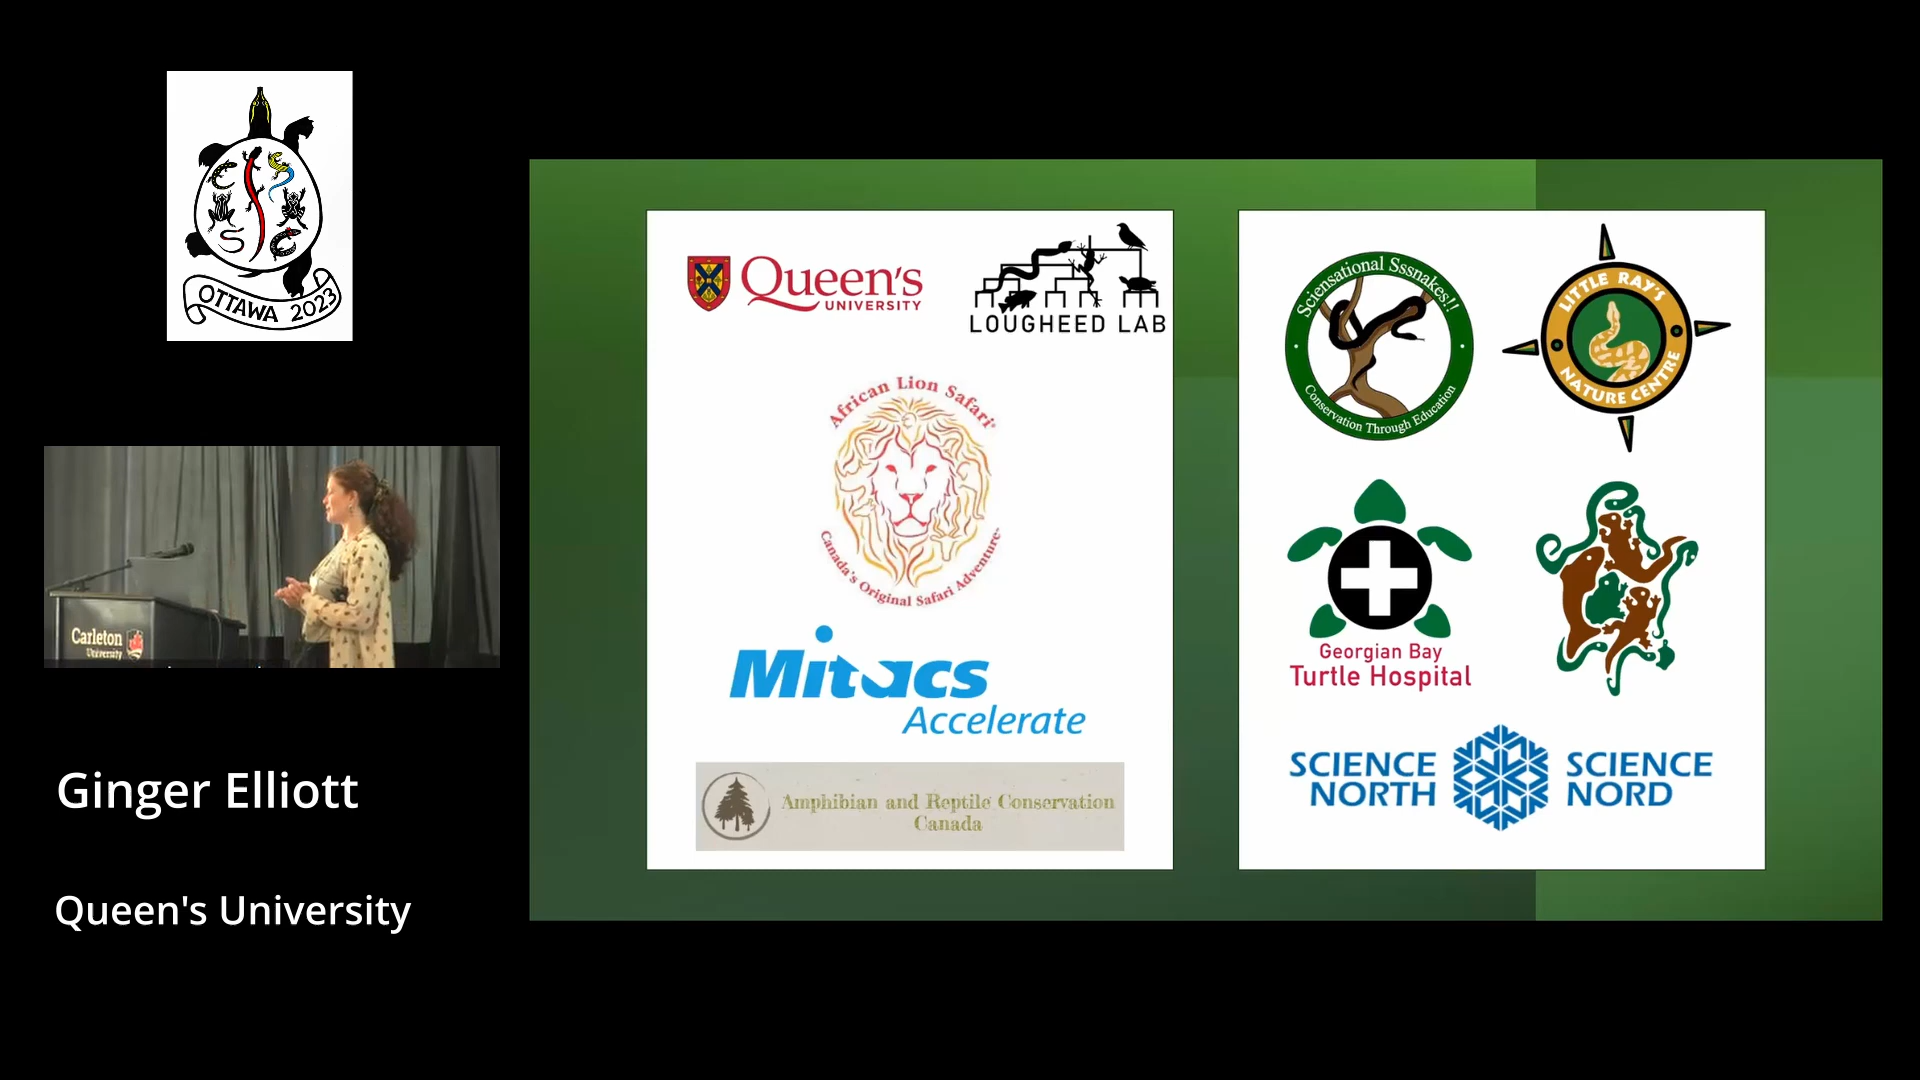 OTTAWA 2023
Carleton
University
Ginger Elliott
Queen's University
Queen's
UNIVERSITY
LOUGHEED LAB
African Lion Safari
Canada's Original Safari Adventure
Mitacs
Accelerate
Amphibian and Reptile Conservation
Canada
Sciensational Sssnakes!!
Conservation Through Education
LITTLE RAY'S
NATURE CENTRE
Georgian Bay
Turtle Hospital
SCIENCE
NORTH
SCIENCE
NORD